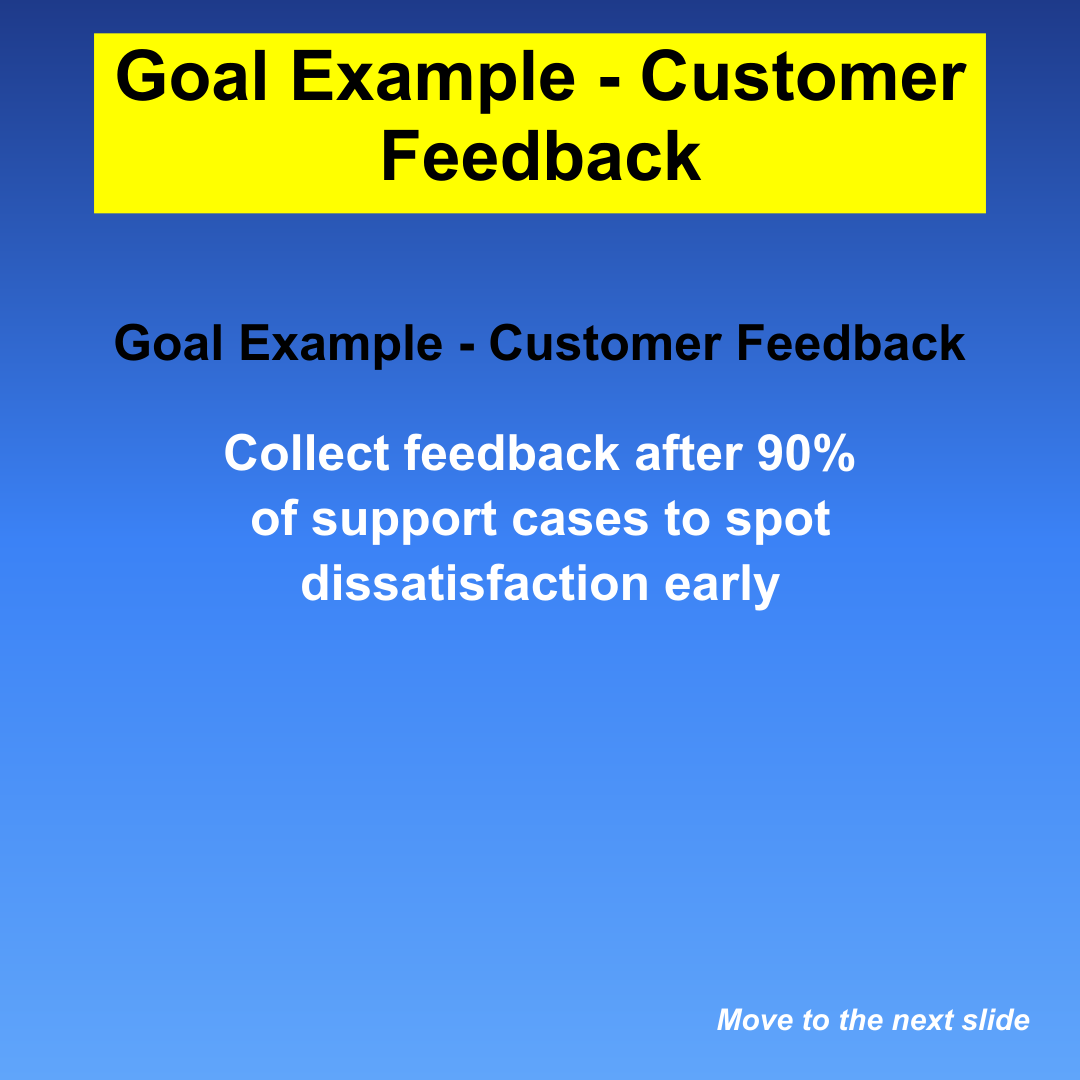 Goal Example - Customer
Feedback
Goal Example - Customer Feedback
Collect feedback after 90%
of support cases to spot
dissatisfaction early
Move to the next slide